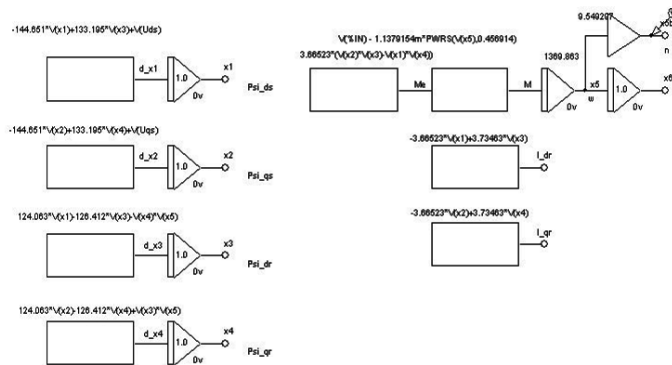 -144.651*V(x1)+133.195*V(x3)+V(Uds)
d_x1
1.0
0v
x1
Psi_ds
-144.651*V(x2)+133.195*V(x4)+V(Uqs)
d_x2
1.0
0v
x2
Psi_qs
124.063*V(x1)-126.412*V(x3)-V(x4)*V(x5)
d_x3
1.0
0v
x3
Psi_dr
124.063*V(x2)-126.412*V(x4)+V(x3)*V(x5)
d_x4
1.0
0v
x4
Psi_qr
V(%IN) - 1.1379154m*PWRS(V(x5),0.456914)
3.66523*(V(x2)*V(x3)-V(x1)*V(x4))
Me
M
1369.863
0v
x5
w
9.549297
n
1.0
0v
x6
-3.66523*V(x1)+3.73463*V(x3)
I_dr
-3.66523*V(x2)+3.73463*V(x4)
I_qr